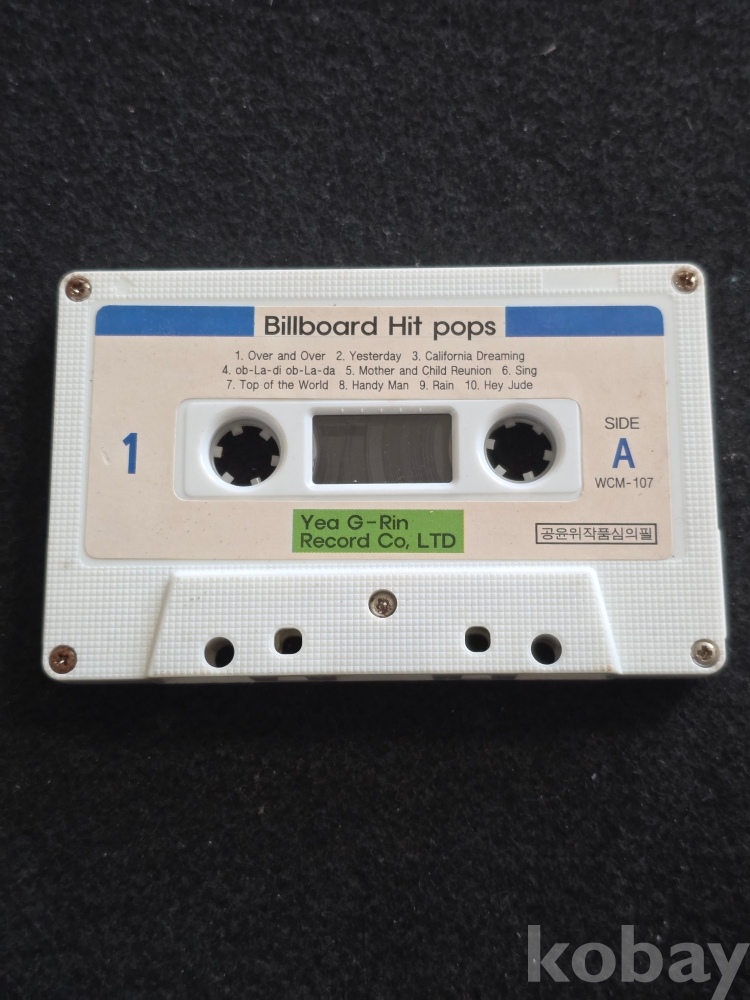 Billboard Hit pops
1. Over and Over 2. Yesterday 3. California Dreaming
4. ob-La-di ob-La-da 5. Mother and Child Reunion 6. Sing
7. Top of the World 8. Handy Man 9. Rain 10. Hey Jude
1
SIDE
A
WCM-107
Yea G-Rin
Record Co, LTD
공윤위작품심의필
kobay